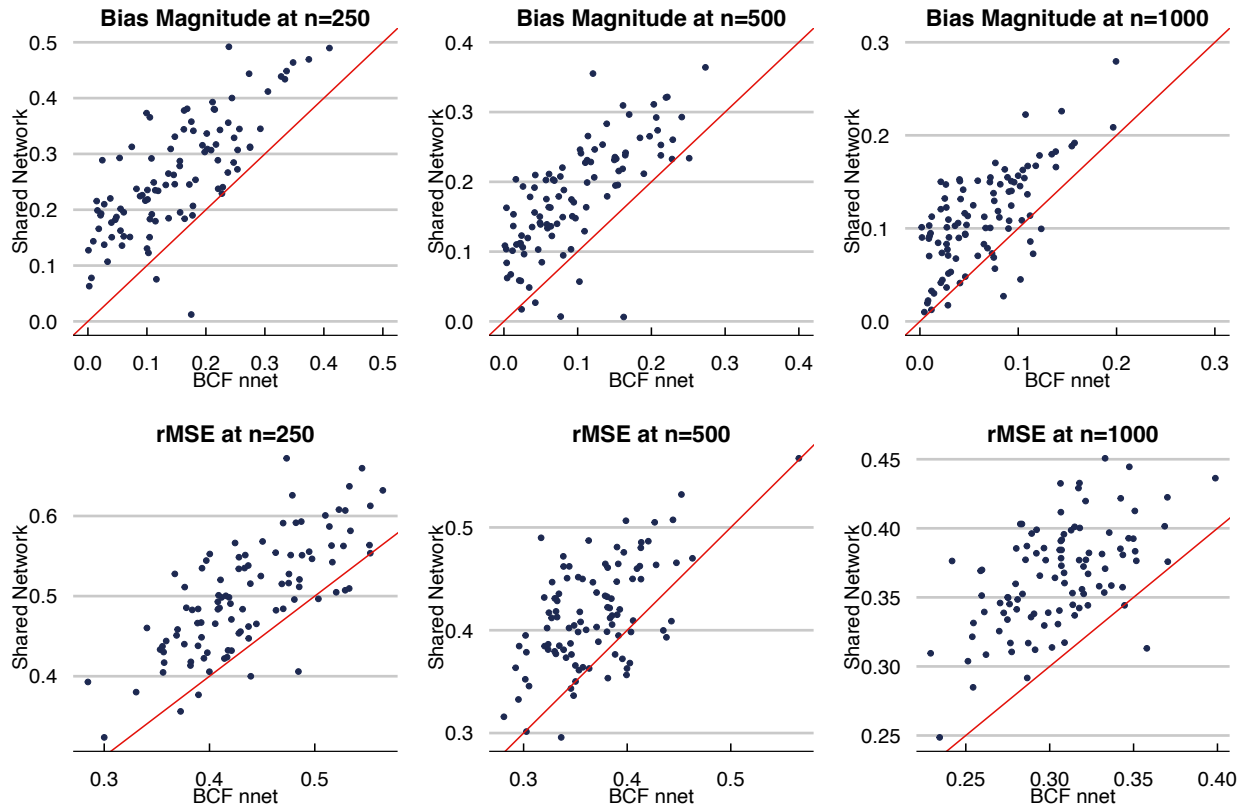 Bias Magnitude at n=250
Bias Magnitude at n=500
Bias Magnitude at n=1000
Shared Network
0.5
0.4
0.3
0.2
0.1
0.0
0.0 0.1 0.2 0.3 0.4 0.5
BCF nnet
Shared Network
0.4
0.3
0.2
0.1
0.0
0.0 0.1 0.2 0.3 0.4
BCF nnet
Shared Network
0.3
0.2
0.1
0.0
0.0 0.1 0.2 0.3
BCF nnet
rMSE at n=250
rMSE at n=500
rMSE at n=1000
Shared Network
0.6
0.5
0.4
0.3 0.4 0.5
BCF nnet
Shared Network
0.5
0.4
0.3
0.3 0.4 0.5
BCF nnet
Shared Network
0.45
0.40
0.35
0.30
0.25
0.25 0.30 0.35 0.40
BCF nnet